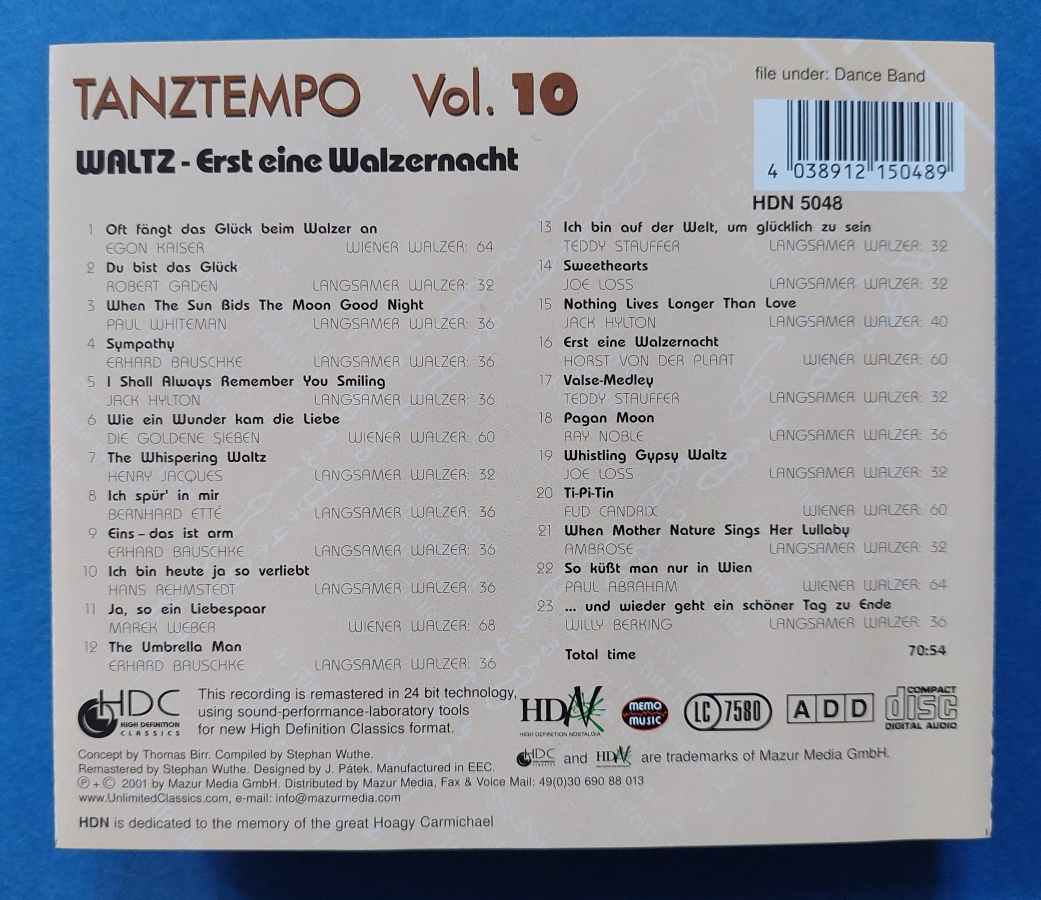 TANZTEMPO Vol. 10
file under: Dance Band
WALTZ - Erst eine Walzernacht
4 038912 150489
HDN 5048
1 Oft fängt das Glück beim Walzer an
EGON KAISER WIENER WALZER: 64
2 Du bist das Glück
ROBERT GADEN LANGSAMER WALZER: 32
3 When The Sun Bids The Moon Good Night
PAUL WHITEMAN LANGSAMER WALZER: 36
4 Sympathy
ERHARD BAUSCHKE LANGSAMER WALZER: 36
5 I Shall Always Remember You Smiling
JACK HYLTON LANGSAMER WALZER: 36
6 Wie ein Wunder kam die Liebe
DIE GOLDENE SIEBEN WIENER WALZER: 60
7 The Whispering Waltz
HENRY JACQUES LANGSAMER WALZER: 32
8 Ich spür' in mir
BERNHARD ETTÉ LANGSAMER WALZER: 36
9 Eins – das ist arm
ERHARD BAUSCHKE LANGSAMER WALZER: 36
10 Ich bin heute ja so verliebt
HANS REHMSTEDT LANGSAMER WALZER: 36
11 Ja, so ein Liebespaar
MAREK WEBER WIENER WALZER: 68
12 The Umbrella Man
ERHARD BAUSCHKE LANGSAMER WALZER: 36
13 Ich bin auf der Welt, um glücklich zu sein
TEDDY STAUFFER LANGSAMER WALZER: 32
14 Sweethearts
JOE LOSS LANGSAMER WALZER: 32
15 Nothing Lives Longer Than Love
JACK HYLTON LANGSAMER WALZER: 40
16 Erst eine Walzernacht
HORST VON DER PLAAT WIENER WALZER: 60
17 Valse-Medley
TEDDY STAUFFER LANGSAMER WALZER: 32
18 Pagan Moon
RAY NOBLE LANGSAMER WALZER: 36
19 Whistling Gypsy Waltz
JOE LOSS LANGSAMER WALZER: 32
20 Ti-Pi-Tin
FUD CANDRIX WIENER WALZER: 60
21 When Mother Nature Sings Her Lullaby
AMBROSE LANGSAMER WALZER: 32
22 So küßt man nur in Wien
PAUL ABRAHAM WIENER WALZER: 64
23 ... und wieder geht ein schöner Tag zu Ende
WILLY BERKING LANGSAMER WALZER: 36
Total time 70:54
HDC
HIGH DEFINITION
CLASSICS
This recording is remastered in 24 bit technology,
using sound-performance-laboratory tools
for new High Definition Classics format.
HDN
HIGH DEFINITION NOSTALGIA
MEMO
MUSIC
LC 7580
ADD
COMPACT
disc
DIGITAL AUDIO
Concept by Thomas Birr. Compiled by Stephan Wuthe.
Remastered by Stephan Wuthe. Designed by J. Pátek. Manufactured in EEC.
HDC and HDN are trademarks of Mazur Media GmbH.
℗ + © 2001 by Mazur Media GmbH. Distributed by Mazur Media, Fax & Voice Mail: 49(0)30 690 88 013
www.UnlimitedClassics.com, e-mail: info@mazurmedia.com
HDN is dedicated to the memory of the great Hoagy Carmichael